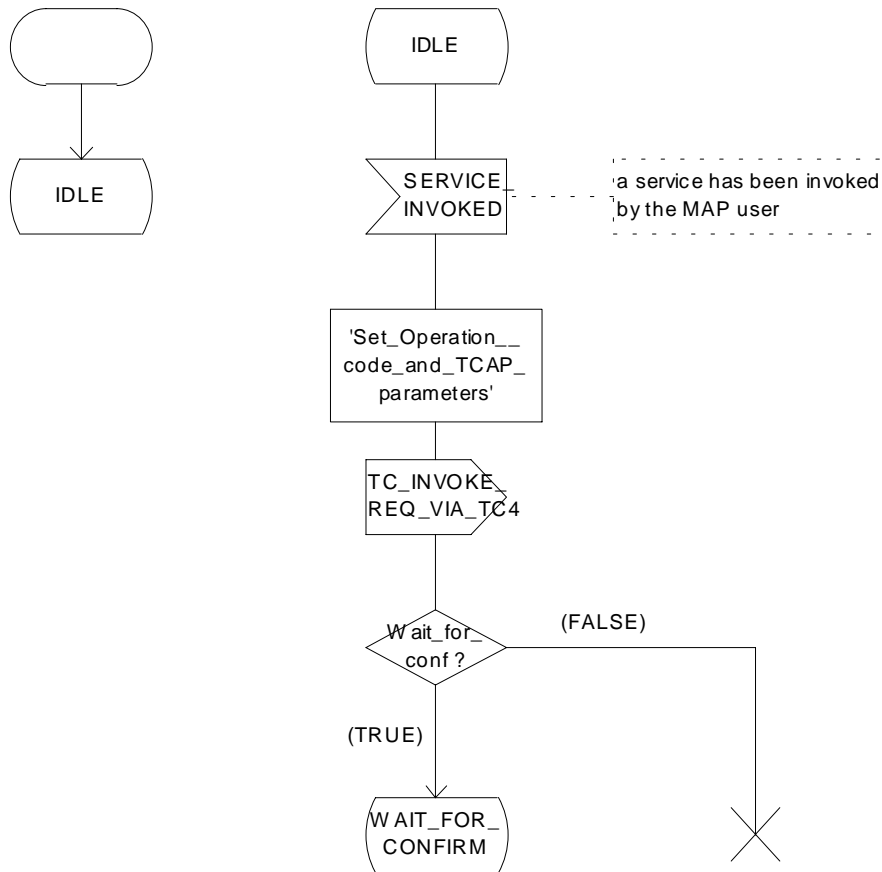 IDLE
IDLE
SERVICE_
INVOKED
a service has been invoked
by the MAP user
'Set_Operation__
code_and_TCAP_
parameters'
TC_INVOKE_
REQ_VIA_TC4
Wait_for_
conf ?
(FALSE)
(TRUE)
WAIT_FOR_
CONFIRM